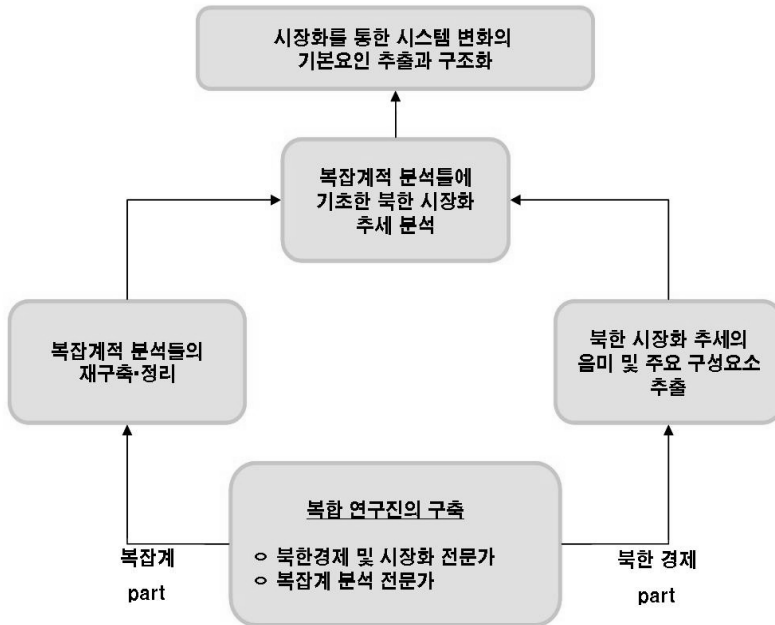 시장화를 통한 시스템 변화의
기본요인 추출과 구조화
복잡계적 분석틀에
기초한 북한 시장화
추세 분석
복잡계적 분석틀의
재구축·정리
북한 시장화 추세의
음미 및 주요 구성요소
추출
복합 연구진의 구축
○ 북한경제 및 시장화 전문가
○ 복잡계 분석 전문가
복잡계
part
북한 경제
part